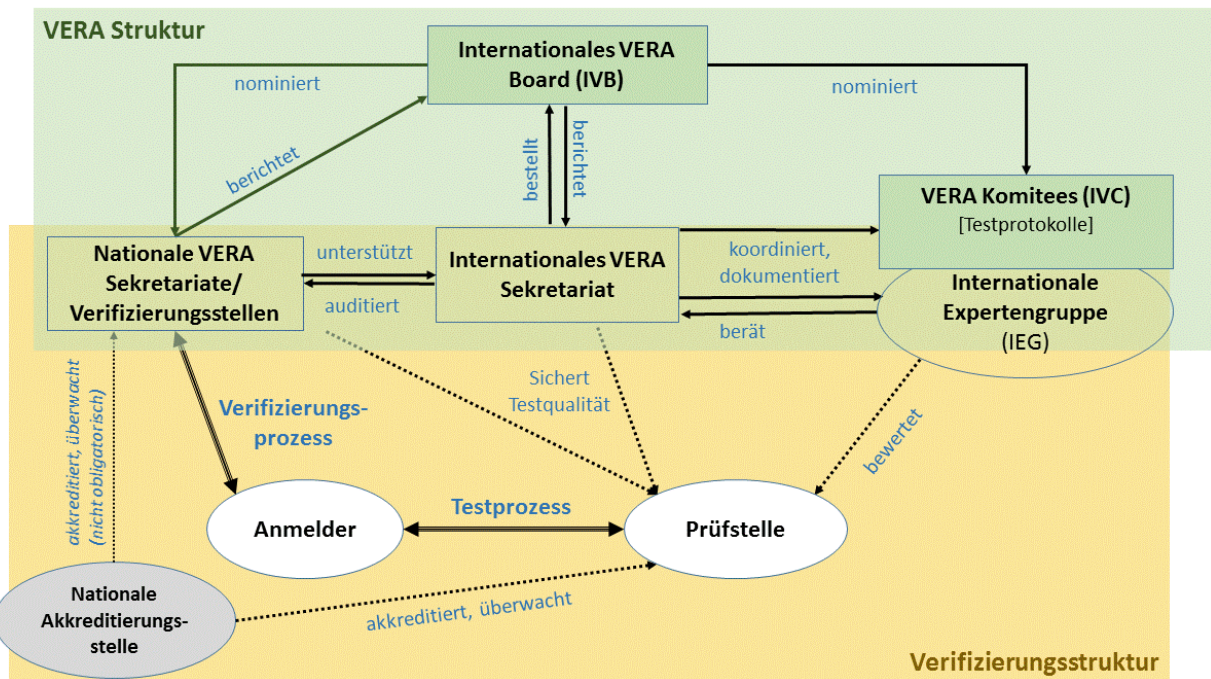 VERA Struktur
Internationales VERA
Board (IVB)
nominiert
nominiert
berichtet
bestellt
berichtet
VERA Komitees (IVC)
[Testprotokolle]
Nationale VERA
Sekretariate/
Verifizierungsstellen
unterstützt
auditiert
Internationales VERA
Sekretariat
koordiniert,
dokumentiert
berät
Internationale
Expertengruppe
(IEG)
akkreditiert, überwacht
(nicht obligatorisch)
Verifizierungs-
prozess
Sichert
Testqualität
bewertet
Anmelder
Testprozess
Prüfstelle
Nationale
Akkreditierungs-
stelle
akkreditiert, überwacht
Verifizierungsstruktur